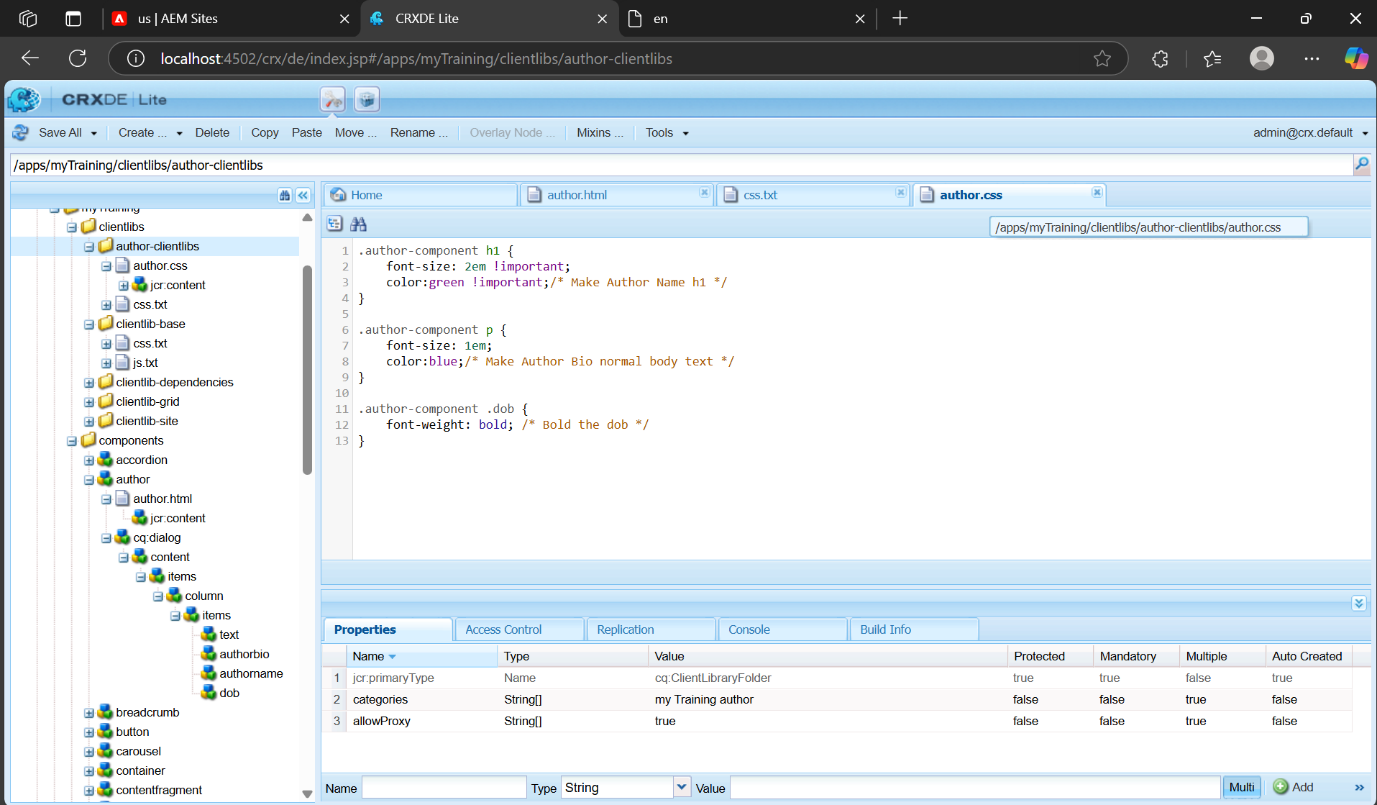 us | AEM Sites
CRXDE Lite
en
localhost:4502/crx/de/index.jsp#/apps/myTraining/clientlibs/author-clientlibs
CRXDE | Lite
Save All
Create ...
Delete
Copy
Paste
Move ...
Rename ...
Overlay Node ...
Mixins ...
Tools
admin@crx.default
/apps/myTraining/clientlibs/author-clientlibs
myTraining
clientlibs
author-clientlibs
author.css
jcr:content
css.txt
clientlib-base
css.txt
js.txt
clientlib-dependencies
clientlib-grid
clientlib-site
components
accordion
author
author.html
jcr:content
cq:dialog
content
items
column
items
text
authorbio
authorname
dob
breadcrumb
button
carousel
container
contentfragment
Home
author.html
css.txt
author.css
/apps/myTraining/clientlibs/author-clientlibs/author.css
1 .author-component h1 {
2 font-size: 2em !important;
3 color:green !important;/* Make Author Name h1 */
4 }
5
6 .author-component p {
7 font-size: 1em;
8 color:blue;/* Make Author Bio normal body text */
9 }
10
11 .author-component .dob {
12 font-weight: bold; /* Bold the dob */
13 }
Properties
Access Control
Replication
Console
Build Info
Name Type Value Protected Mandatory Multiple Auto Created
1 jcr:primaryType Name cq:ClientLibraryFolder true true false true
2 categories String[] my Training author false false true false
3 allowProxy String[] true false false true false
Name Type String Value Multi Add »